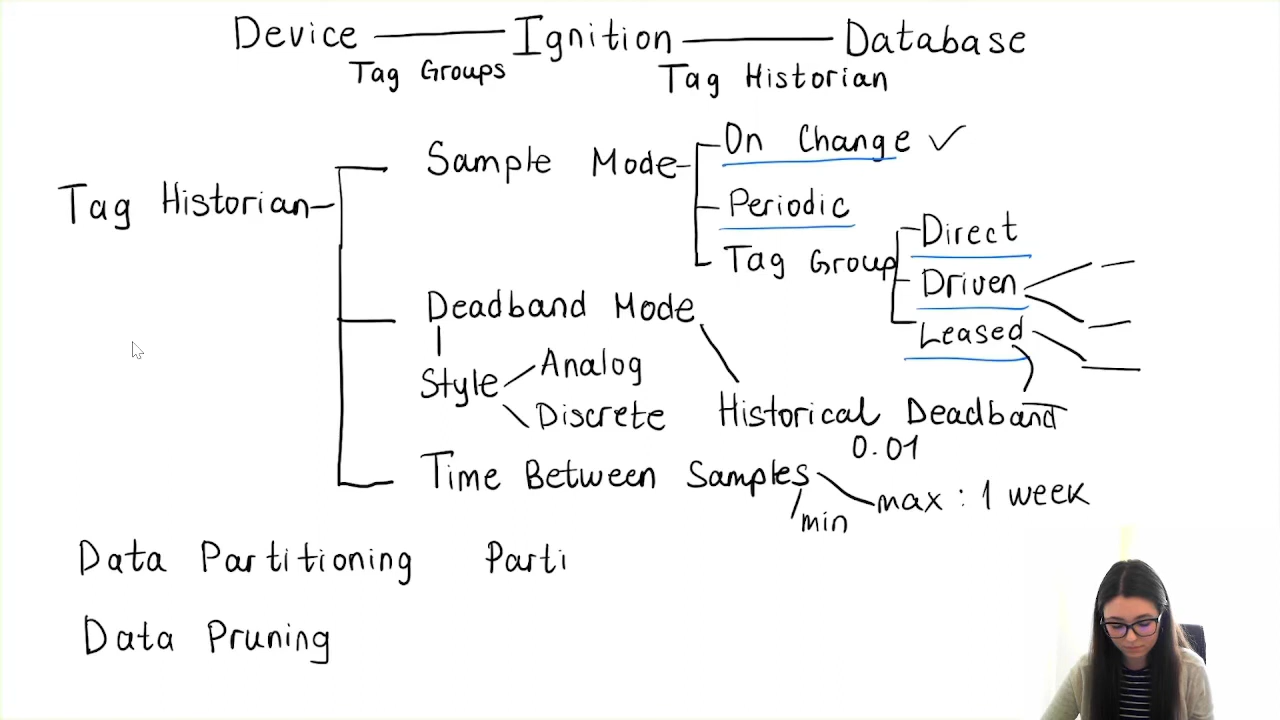 Device Ignition Database
Tag Groups Tag Historian
Tag Historian
Sample Mode
On Change
Periodic
Tag Group
Direct
Driven
Leased
Deadband Mode
Style
Analog
Discrete
Historical Deadband
0.01
Time Between Samples
min
max : 1 week
Data Partitioning Parti
Data Pruning